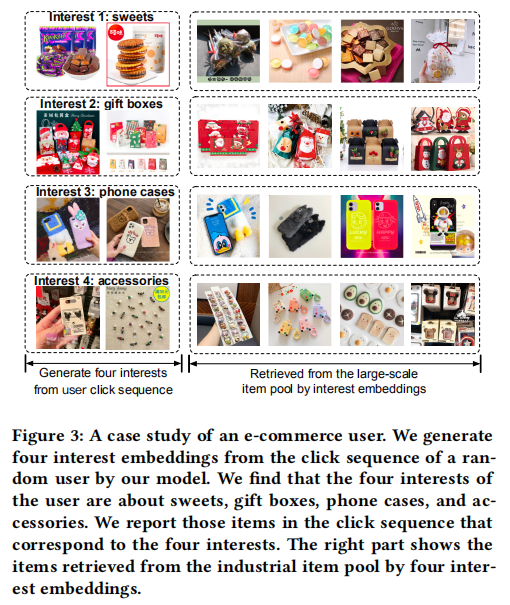 Interest 1: sweets
Interest 2: gift boxes
Interest 3: phone cases
Interest 4: accessories
Generate four interests
from user click sequence
Retrieved from the large-scale
item pool by interest embeddings
Figure 3: A case study of an e-commerce user. We generate
four interest embeddings from the click sequence of a ran-
dom user by our model. We find that the four interests of
the user are about sweets, gift boxes, phone cases, and ac-
cessories. We report those items in the click sequence that
correspond to the four interests. The right part shows the
items retrieved from the industrial item pool by four inter-
est embeddings.